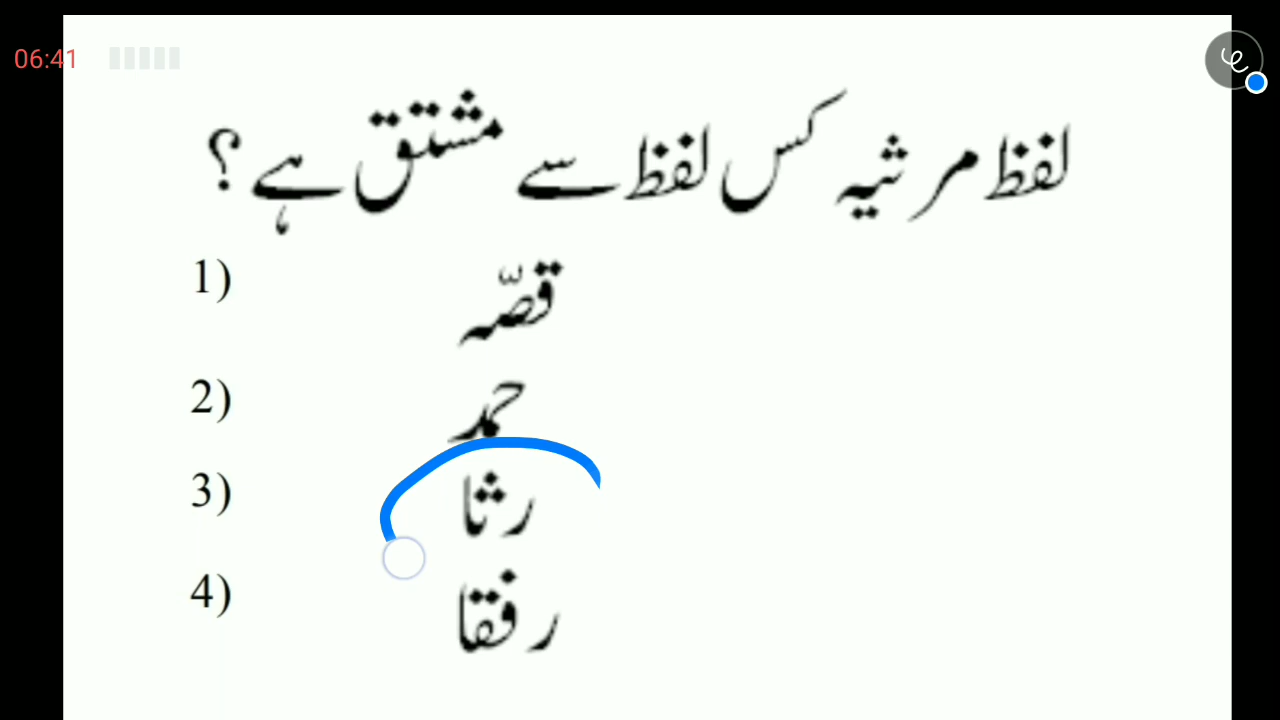 06:41
لفظ مرثیہ کس لفظ سے مشتق ہے؟
1) قصّہ
2) حمد
3) رثا
4) رفقا